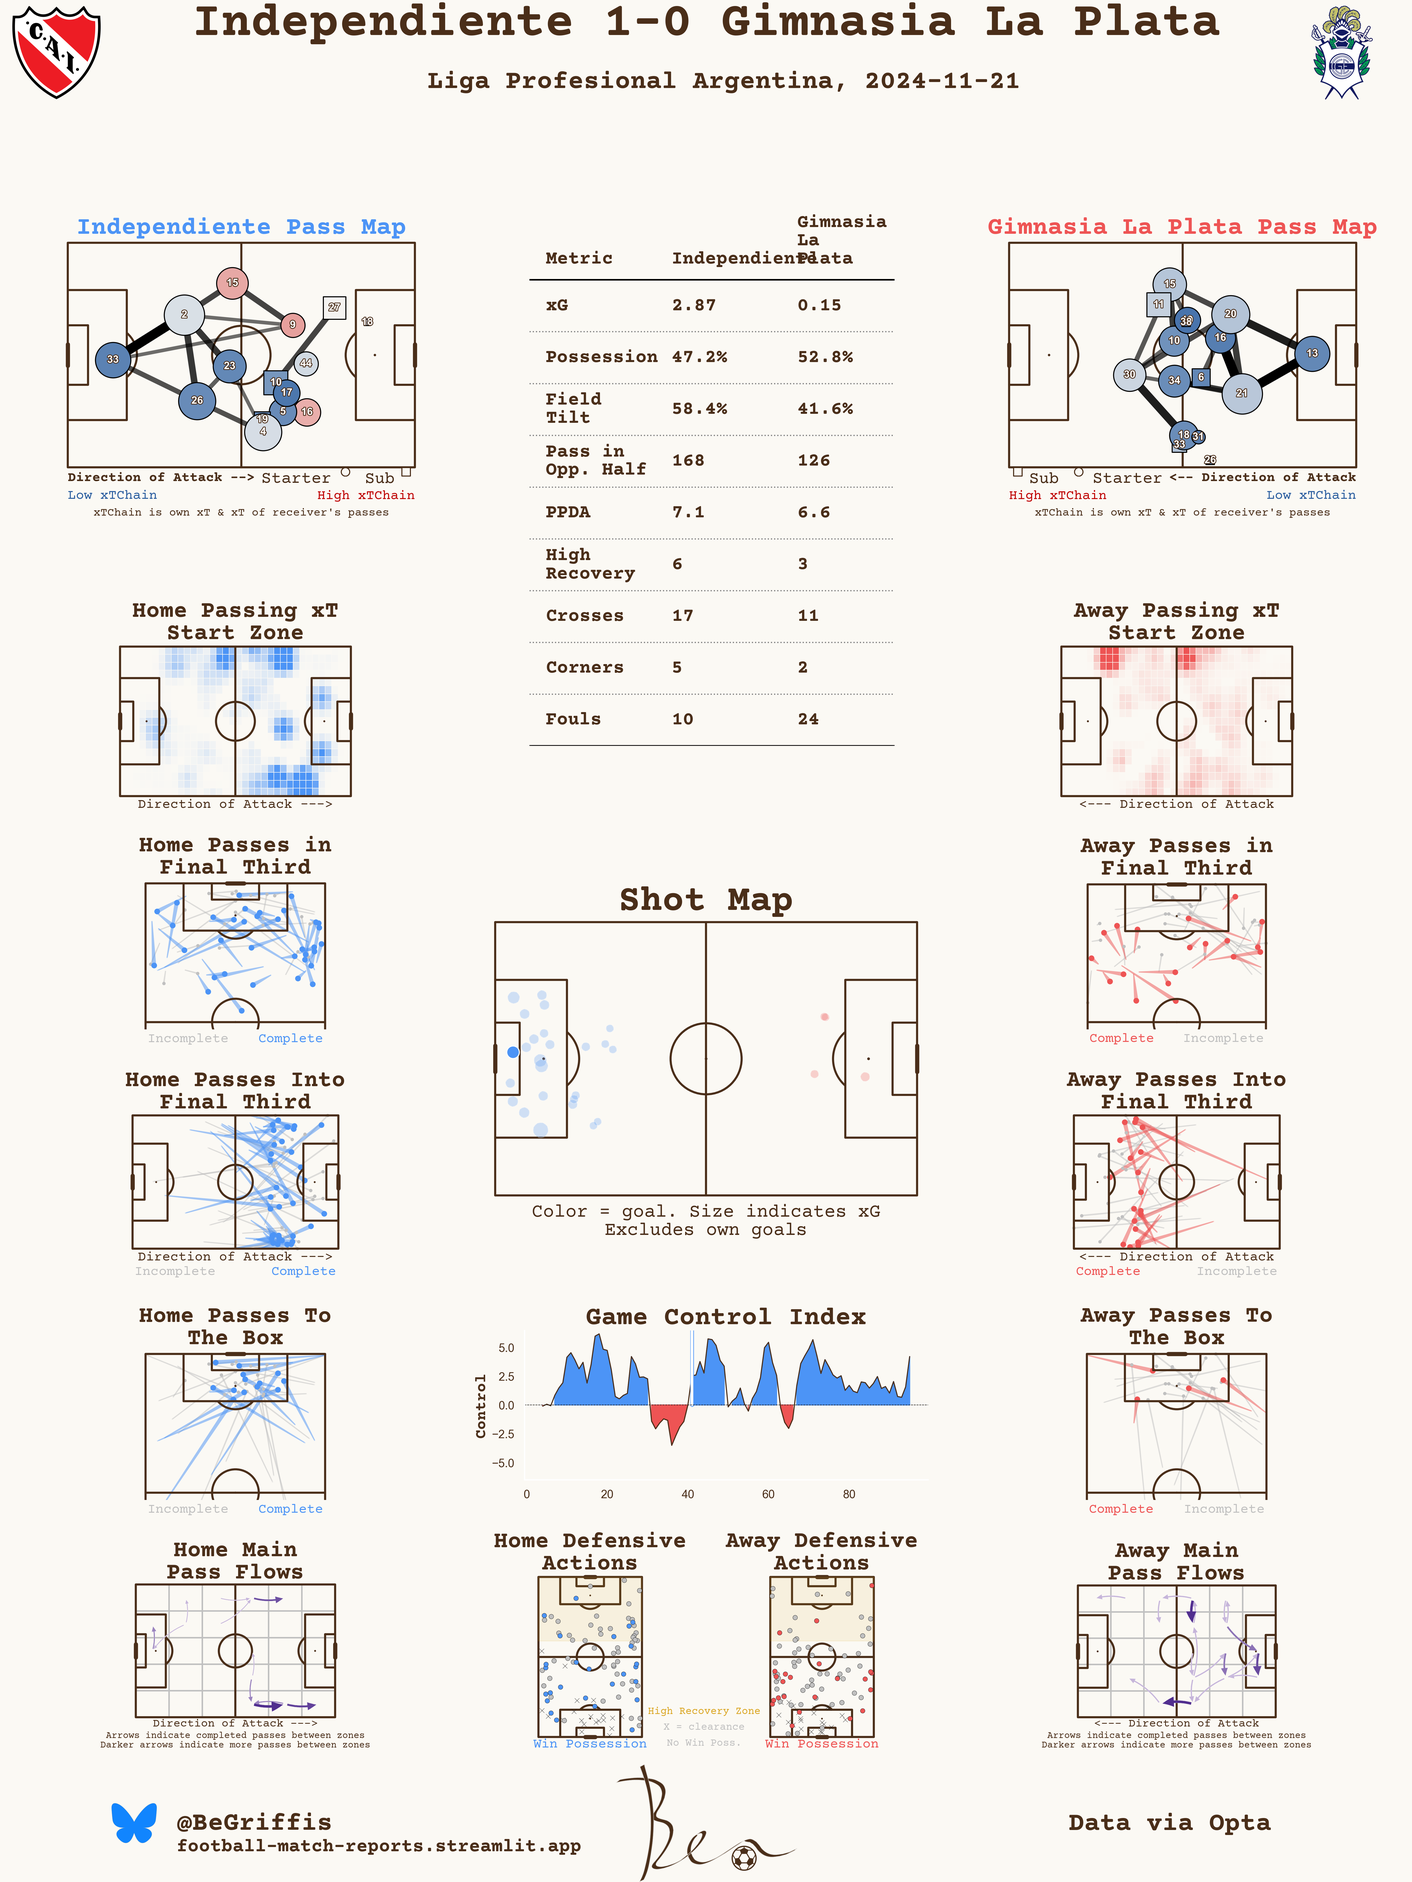 Independiente 1-0 Gimnasia La Plata
Liga Profesional Argentina, 2024-11-21
C.A.I.
Independiente Pass Map
15
2
27
18
9
33
23
44
10
17
26
5
16
19
4
Direction of Attack --> Starter Sub
Low xTChain High xTChain
xTChain is own xT & xT of receiver's passes
Metric Independiente Gimnasia La Plata
xG 2.87 0.15
Possession 47.2% 52.8%
Field Tilt 58.4% 41.6%
Pass in Opp. Half 168 126
PPDA 7.1 6.6
High Recovery 6 3
Crosses 17 11
Corners 5 2
Fouls 10 24
Gimnasia La Plata Pass Map
15
11
20
38
16
10
13
30
34
6
21
18
31
33
26
Sub Starter <-- Direction of Attack
High xTChain Low xTChain
xTChain is own xT & xT of receiver's passes
Home Passing xT
Start Zone
Direction of Attack --->
Away Passing xT
Start Zone
<--- Direction of Attack
Home Passes in
Final Third
Incomplete Complete
Away Passes in
Final Third
Complete Incomplete
Shot Map
Color = goal. Size indicates xG
Excludes own goals
Home Passes Into
Final Third
Direction of Attack --->
Incomplete Complete
Away Passes Into
Final Third
<--- Direction of Attack
Complete Incomplete
Home Passes To
The Box
Incomplete Complete
Game Control Index
Control
5.0
2.5
0.0
−2.5
−5.0
0 20 40 60 80
Away Passes To
The Box
Complete Incomplete
Home Main
Pass Flows
Direction of Attack --->
Arrows indicate completed passes between zones
Darker arrows indicate more passes between zones
Home Defensive
Actions
Win Possession
High Recovery Zone
X = clearance
No Win Poss.
Away Defensive
Actions
Win Possession
Away Main
Pass Flows
<--- Direction of Attack
Arrows indicate completed passes between zones
Darker arrows indicate more passes between zones
@BeGriffis
football-match-reports.streamlit.app
Ben
Data via Opta